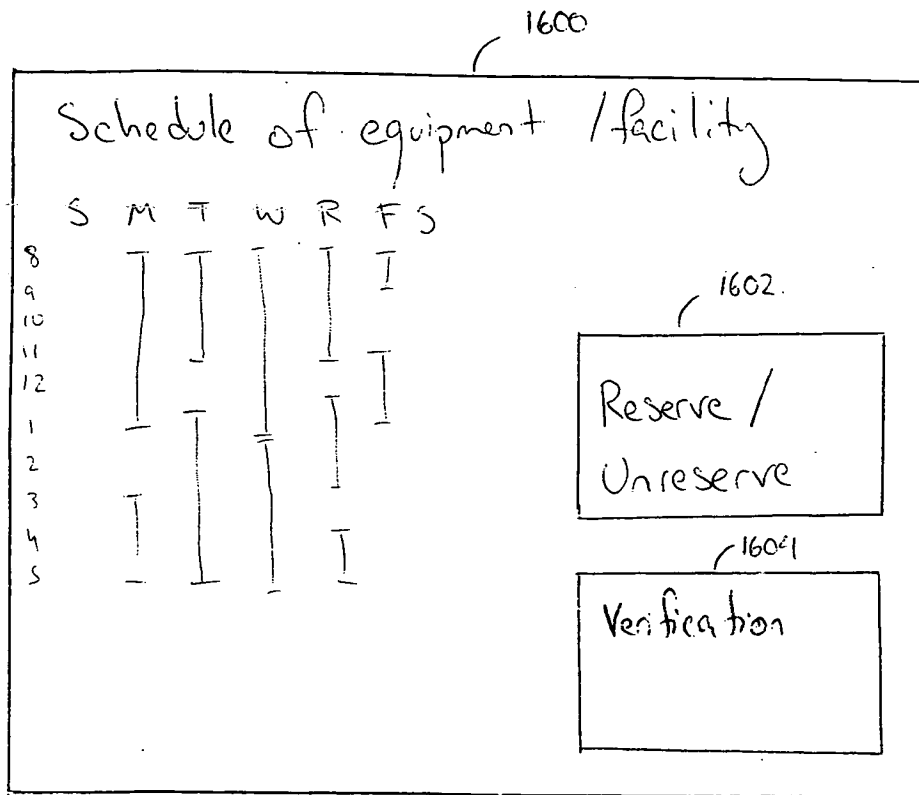 1600
Schedule of equipment / facility
S M T W R F S
8
9
10
11
12
1
2
3
4
5
1602
Reserve /
Unreserve
1604
Verification